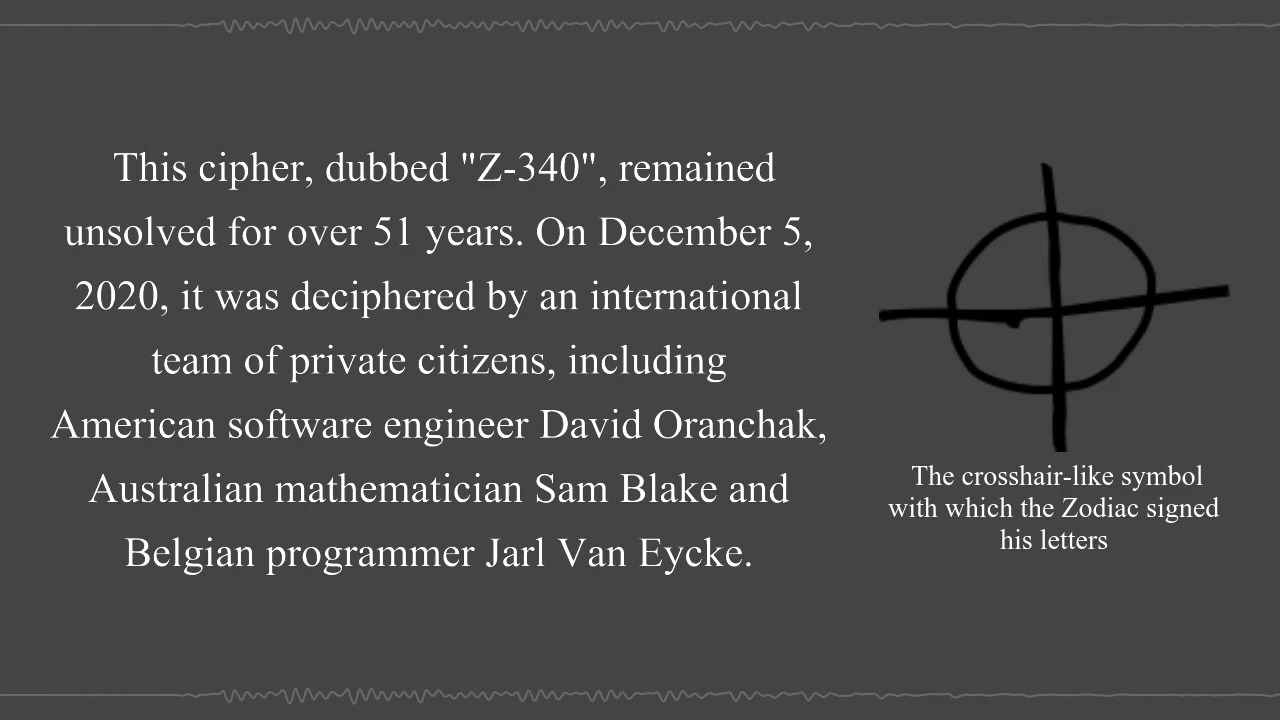 This cipher, dubbed "Z-340", remained
unsolved for over 51 years. On December 5,
2020, it was deciphered by an international
team of private citizens, including
American software engineer David Oranchak,
Australian mathematician Sam Blake and
Belgian programmer Jarl Van Eycke.
The crosshair-like symbol
with which the Zodiac signed
his letters